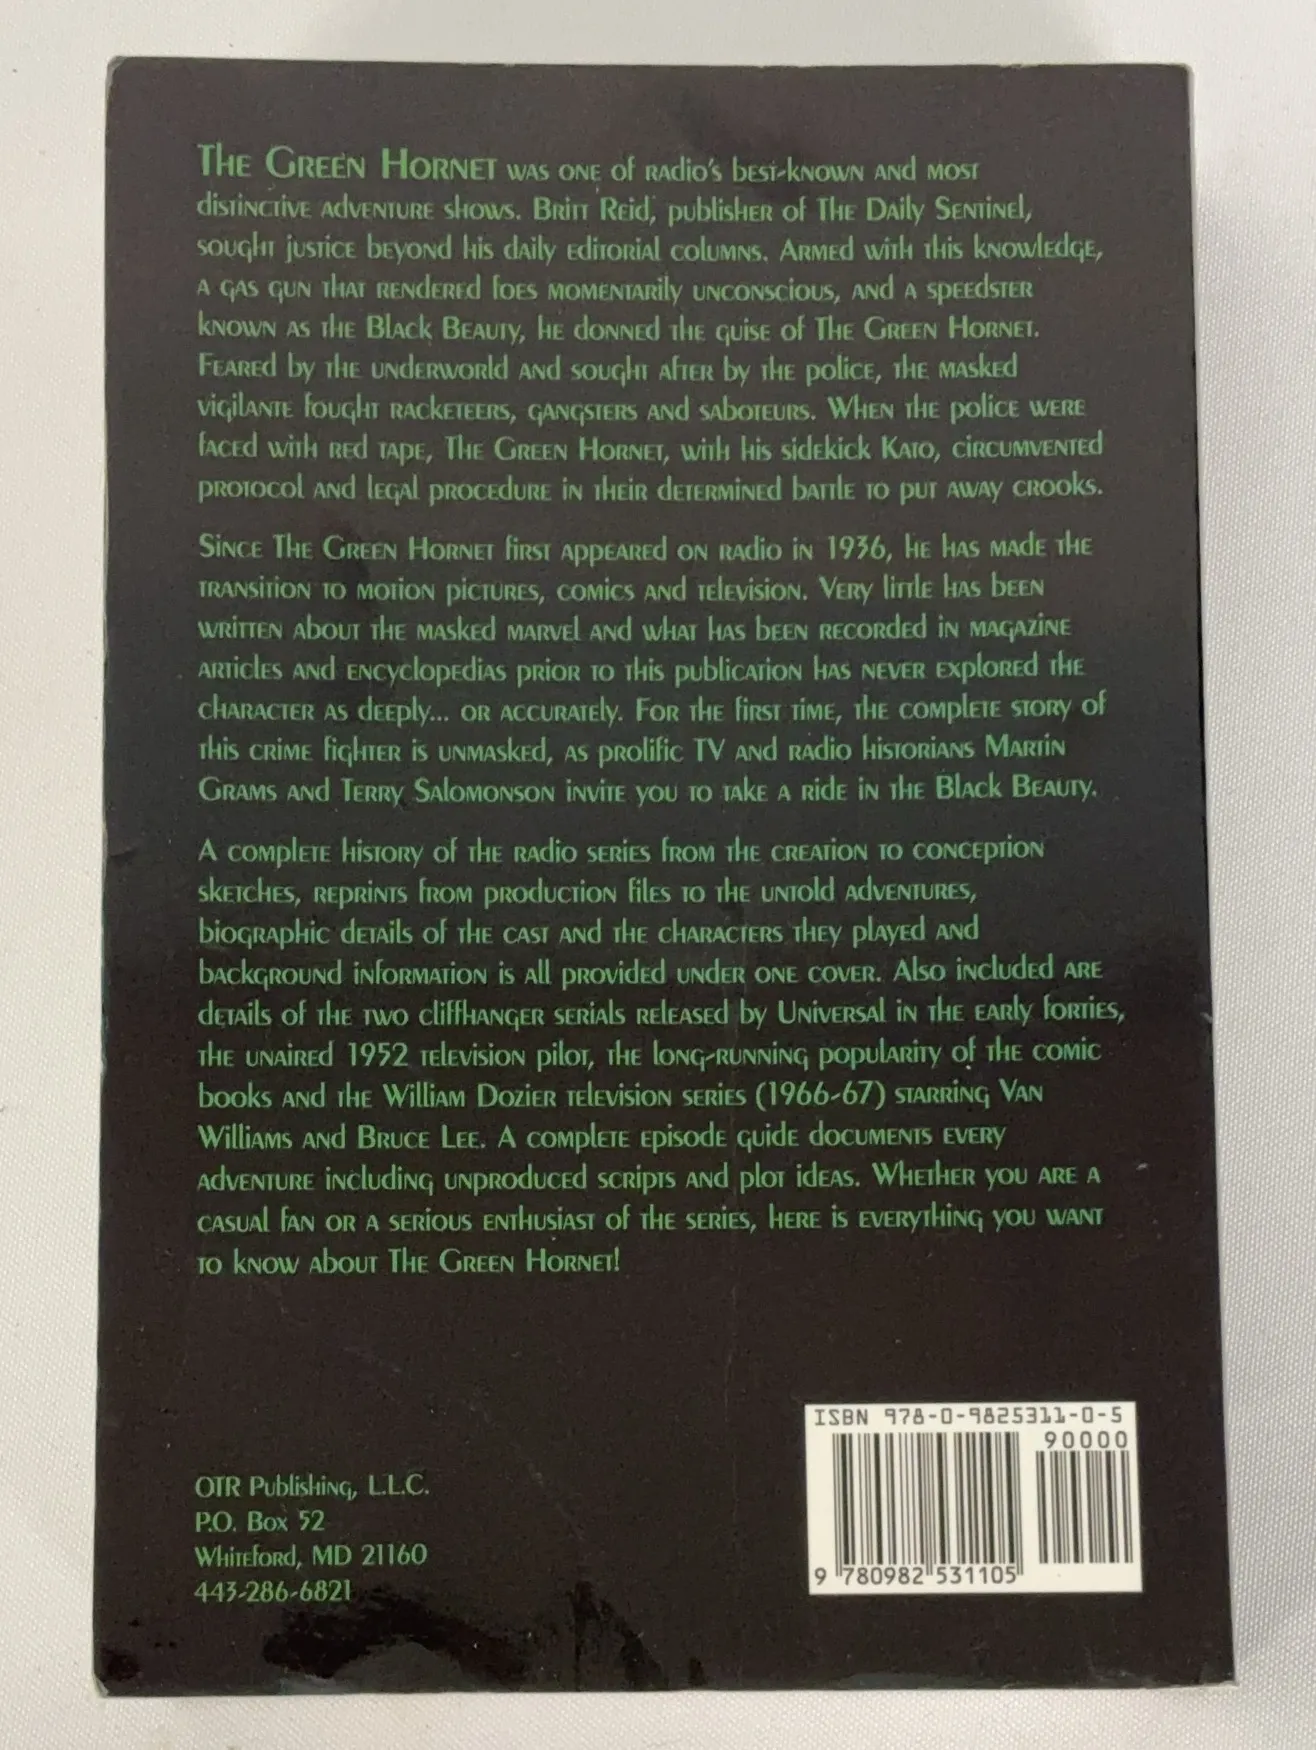 The Green Hornet was one of radio's best-known and most
distinctive adventure shows. Britt Reid, publisher of The Daily Sentinel,
sought justice beyond his daily editorial columns. Armed with this knowledge,
a gas gun that rendered foes momentarily unconscious, and a speedster
known as the Black Beauty, he donned the guise of The Green Hornet.
Feared by the underworld and sought after by the police, the masked
vigilante fought racketeers, gangsters and saboteurs. When the police were
faced with red tape, The Green Hornet, with his sidekick Kato, circumvented
protocol and legal procedure in their determined battle to put away crooks.
Since The Green Hornet first appeared on radio in 1936, he has made the
transition to motion pictures, comics and television. Very little has been
written about the masked marvel and what has been recorded in magazine
articles and encyclopedias prior to this publication has never explored the
character as deeply... or accurately. For the first time, the complete story of
this crime fighter is unmasked, as prolific TV and radio historians Martin
Grams and Terry Salomonson invite you to take a ride in the Black Beauty.
A complete history of the radio series from the creation to conception
sketches, reprints from production files to the untold adventures,
biographic details of the cast and the characters they played and
background information is all provided under one cover. Also included are
details of the two cliffhanger serials released by Universal in the early forties,
the unaired 1952 television pilot, the long-running popularity of the comic
books and the William Dozier television series (1966-67) starring Van
Williams and Bruce Lee. A complete episode guide documents every
adventure including unproduced scripts and plot ideas. Whether you are a
casual fan or a serious enthusiast of the series, here is everything you want
to know about The Green Hornet!
OTR Publishing, L.L.C.
P.O. Box 52
Whiteford, MD 21160
443-286-6821
ISBN 978-0-9825311-0-5
90000
9 780982 531105